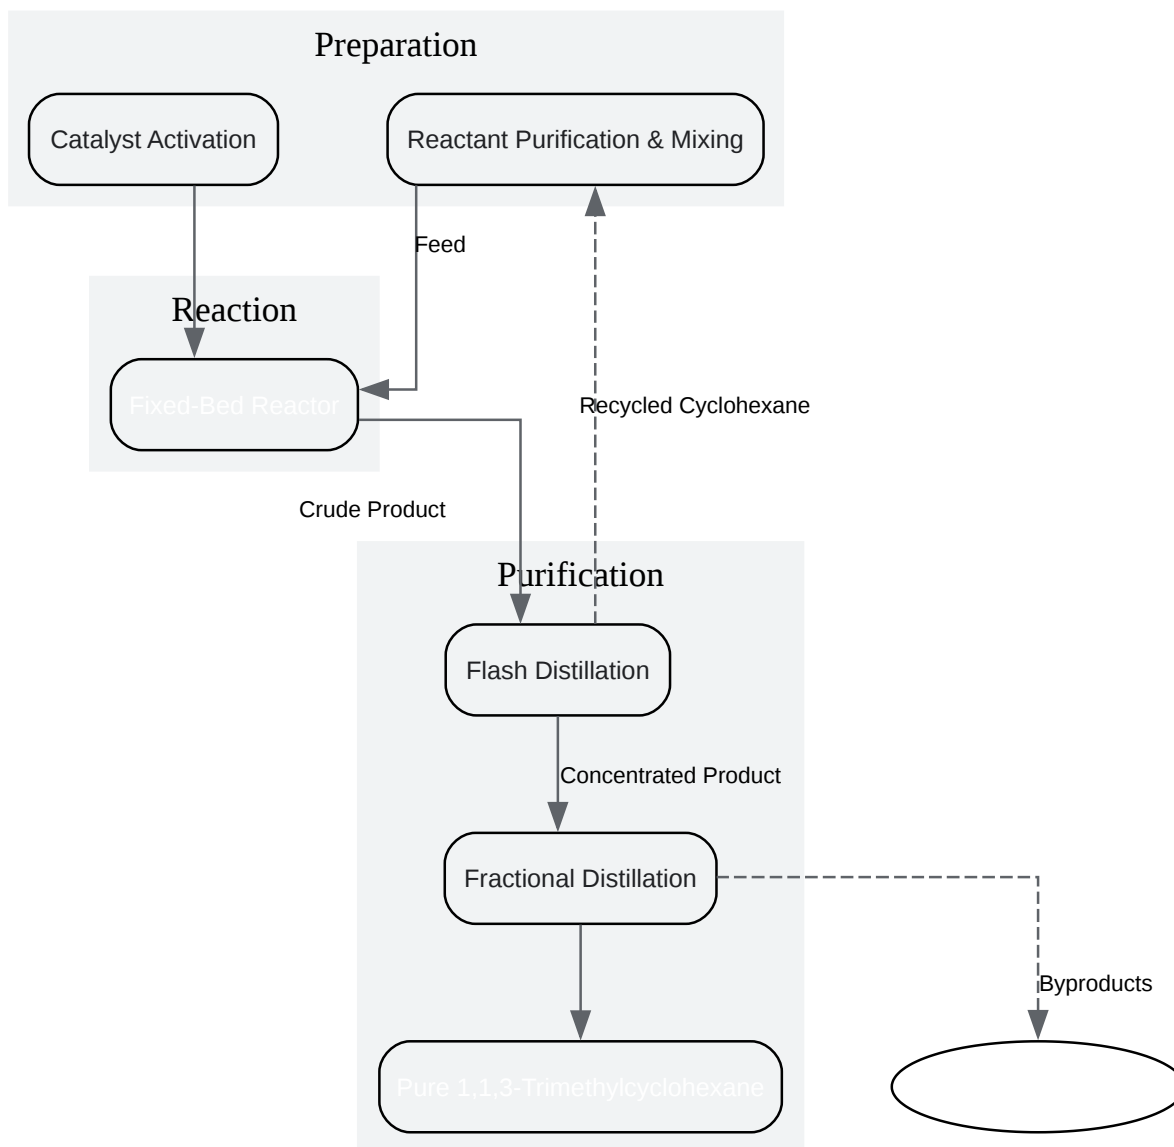 Preparation
Catalyst Activation
Reactant Purification & Mixing
Feed
Reaction
Fixed-Bed Reactor
Recycled Cyclohexane
Crude Product
Purification
Flash Distillation
Concentrated Product
Fractional Distillation
Byproducts
Pure 1,1,3-Trimethylcyclohexane